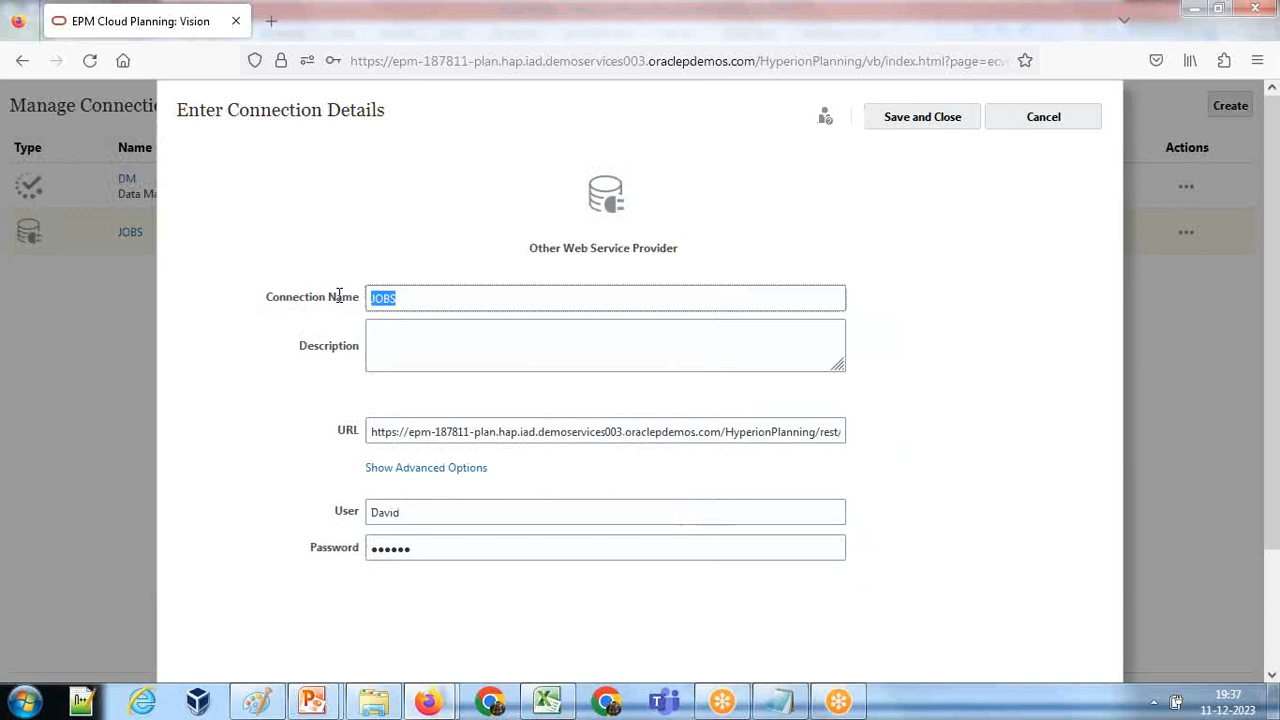 EPM Cloud Planning: Vision
https://epm-187811-plan.hap.iad.demoservices003.oraclepdemos.com/HyperionPlanning/vb/index.html?page=ecv
Manage Connectio
Enter Connection Details
Save and Close
Cancel
Create
Type
Name
Actions
DM
Data Ma
JOBS
Other Web Service Provider
Connection Name
JOBS
Description
URL
https://epm-187811-plan.hap.iad.demoservices003.oraclepdemos.com/HyperionPlanning/rest/
Show Advanced Options
User
David
Password
19:37
11-12-2023